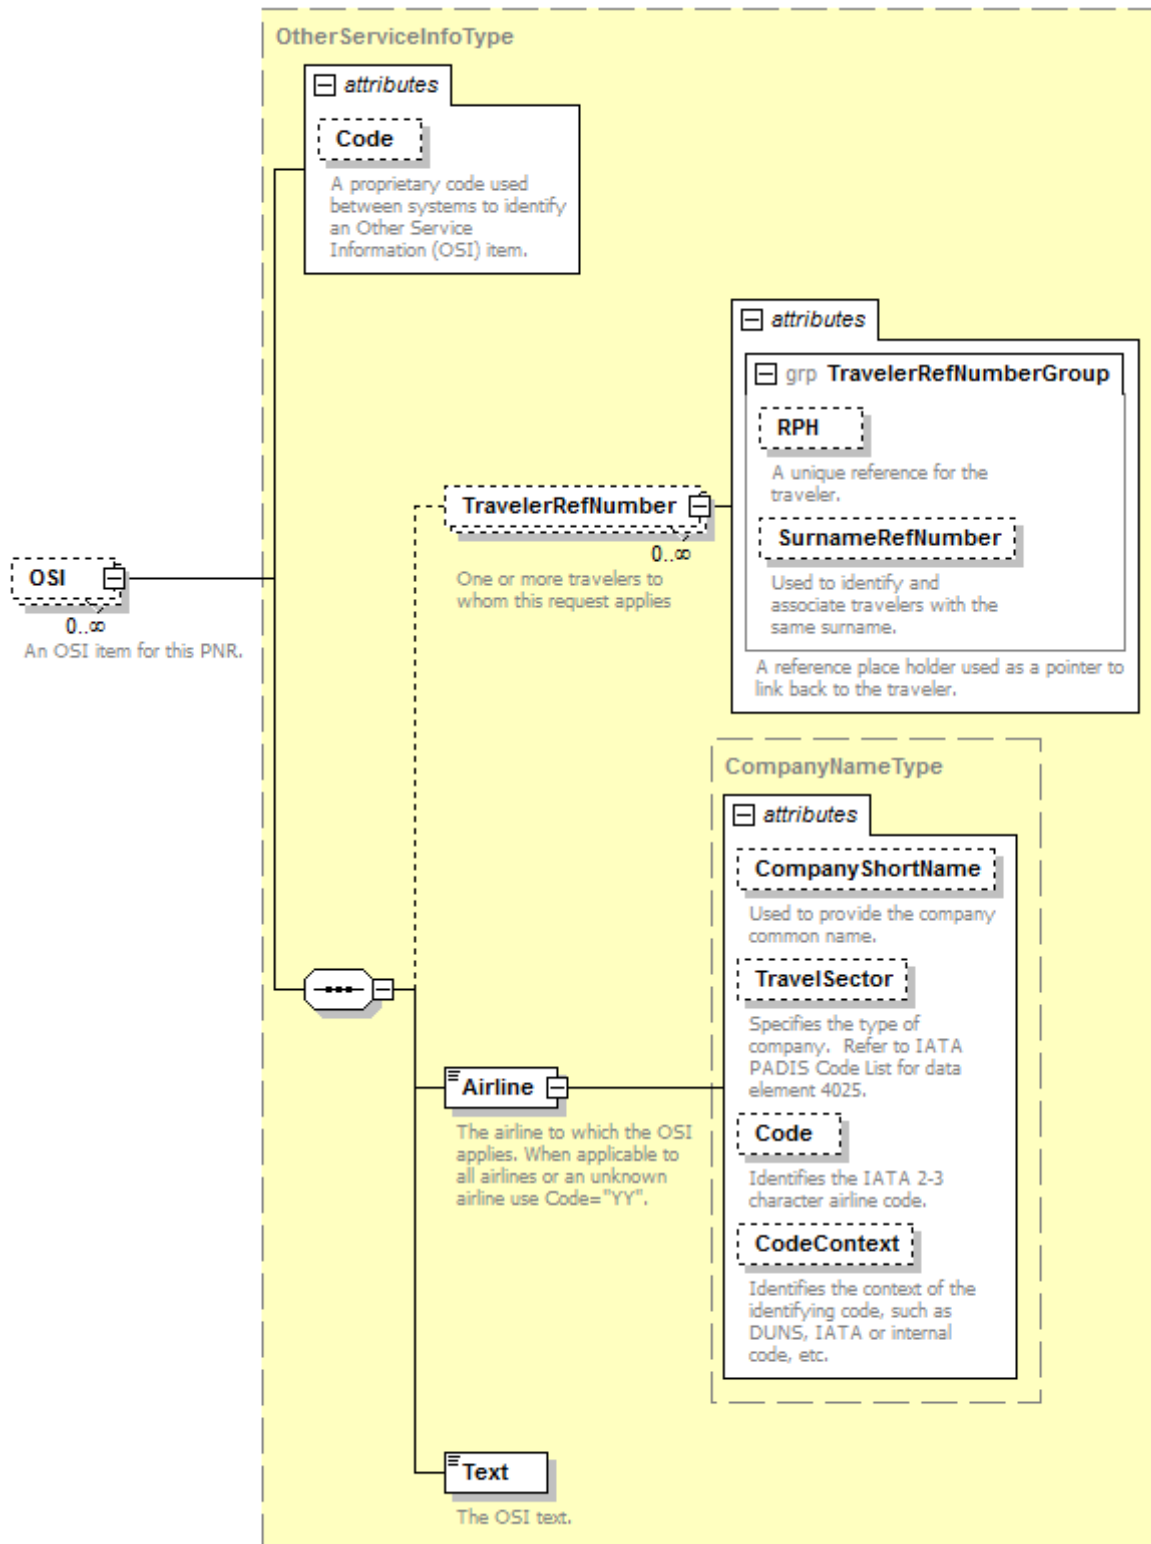 OtherServiceInfoType
attributes
Code
A proprietary code used
between systems to identify
an Other Service
Information (OSI) item.
attributes
grp TravelerRefNumberGroup
RPH
A unique reference for the
traveler.
SurnameRefNumber
Used to identify and
associate travelers with the
same surname.
A reference place holder used as a pointer to
link back to the traveler.
TravelerRefNumber
0..∞
One or more travelers to
whom this request applies
OSI
0..∞
An OSI item for this PNR.
CompanyNameType
attributes
CompanyShortName
Used to provide the company
common name.
TravelSector
Specifies the type of
company.  Refer to IATA
PADIS Code List for data
element 4025.
Code
Identifies the IATA 2-3
character airline code.
CodeContext
Identifies the context of the
identifying code, such as
DUNS, IATA or internal
code, etc.
Airline
The airline to which the OSI
applies. When applicable to
all airlines or an unknown
airline use Code="YY".
Text
The OSI text.